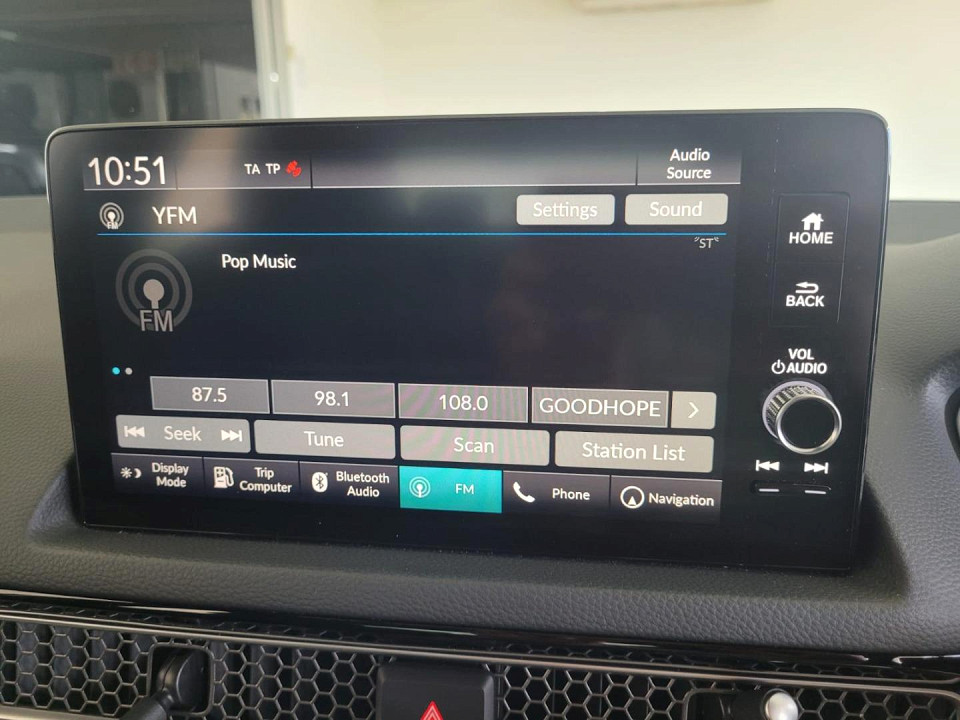 10:51
TA TP
Audio
Source
FM
YFM
Settings
Sound
ST
Pop Music
FM
HOME
BACK
VOL
AUDIO
87.5
98.1
108.0
GOODHOPE
Seek
Tune
Scan
Station List
Display
Mode
Trip
Computer
Bluetooth
Audio
FM
Phone
Navigation